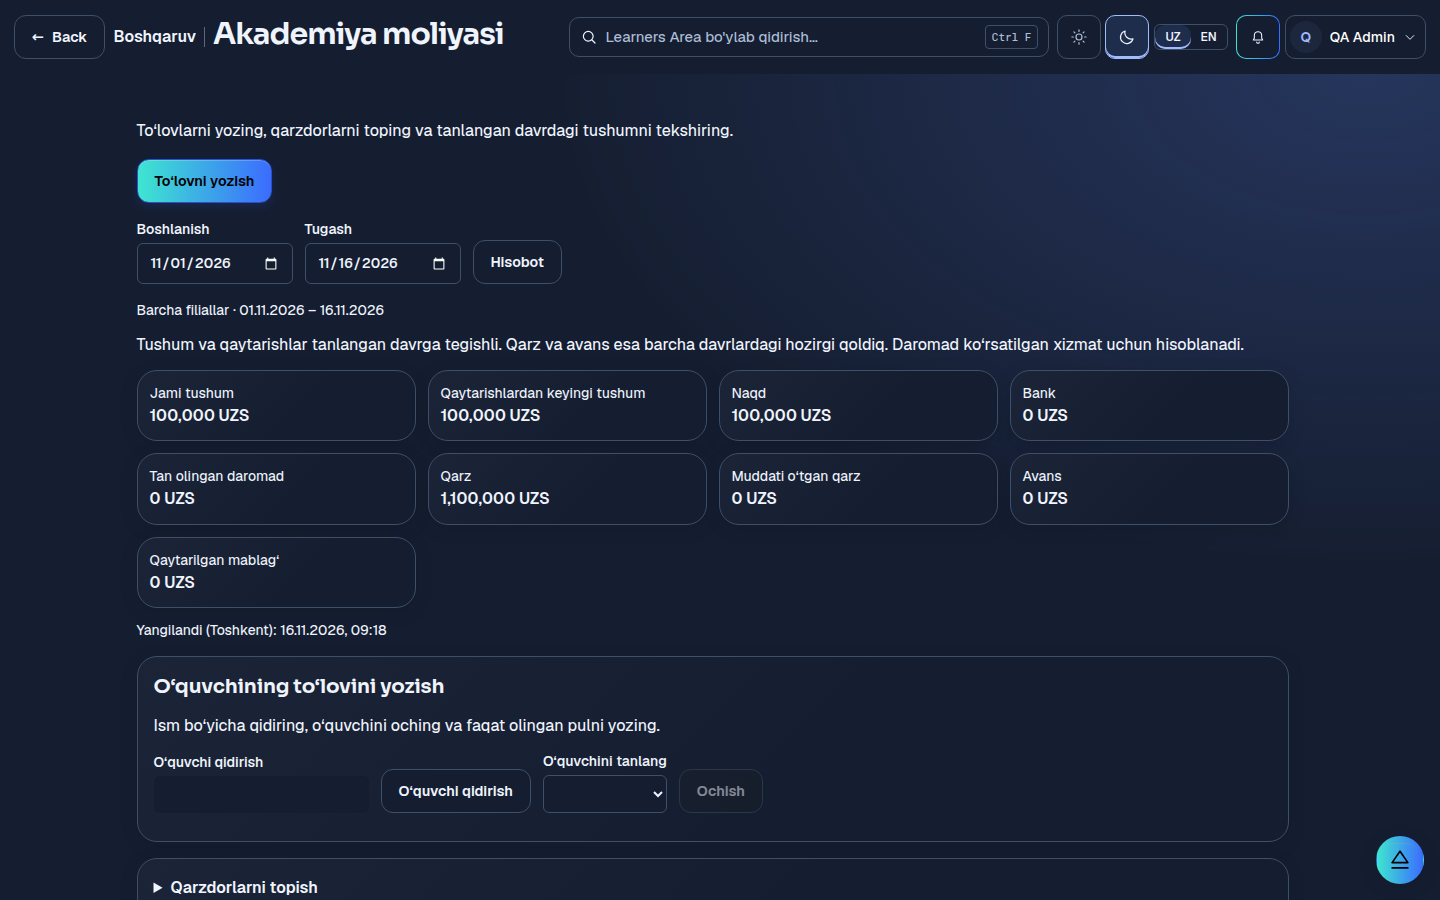 ← Back
Boshqaruv
Akademiya moliyasi
Learners Area bo'ylab qidirish...
Ctrl F
UZ
EN
Q
QA Admin
To‘lovlarni yozing, qarzdorlarni toping va tanlangan davrdagi tushumni tekshiring.
To‘lovni yozish
Boshlanish
Tugash
11/01/2026
11/16/2026
Hisobot
Barcha filiallar · 01.11.2026 – 16.11.2026
Tushum va qaytarishlar tanlangan davrga tegishli. Qarz va avans esa barcha davrlardagi hozirgi qoldiq. Daromad ko‘rsatilgan xizmat uchun hisoblanadi.
Jami tushum
100,000 UZS
Qaytarishlardan keyingi tushum
100,000 UZS
Naqd
100,000 UZS
Bank
0 UZS
Tan olingan daromad
0 UZS
Qarz
1,100,000 UZS
Muddati o‘tgan qarz
0 UZS
Avans
0 UZS
Qaytarilgan mablag‘
0 UZS
Yangilandi (Toshkent): 16.11.2026, 09:18
O‘quvchining to‘lovini yozish
Ism bo‘yicha qidiring, o‘quvchini oching va faqat olingan pulni yozing.
O‘quvchi qidirish
O‘quvchi qidirish
O‘quvchini tanlang
Ochish
Qarzdorlarni topish